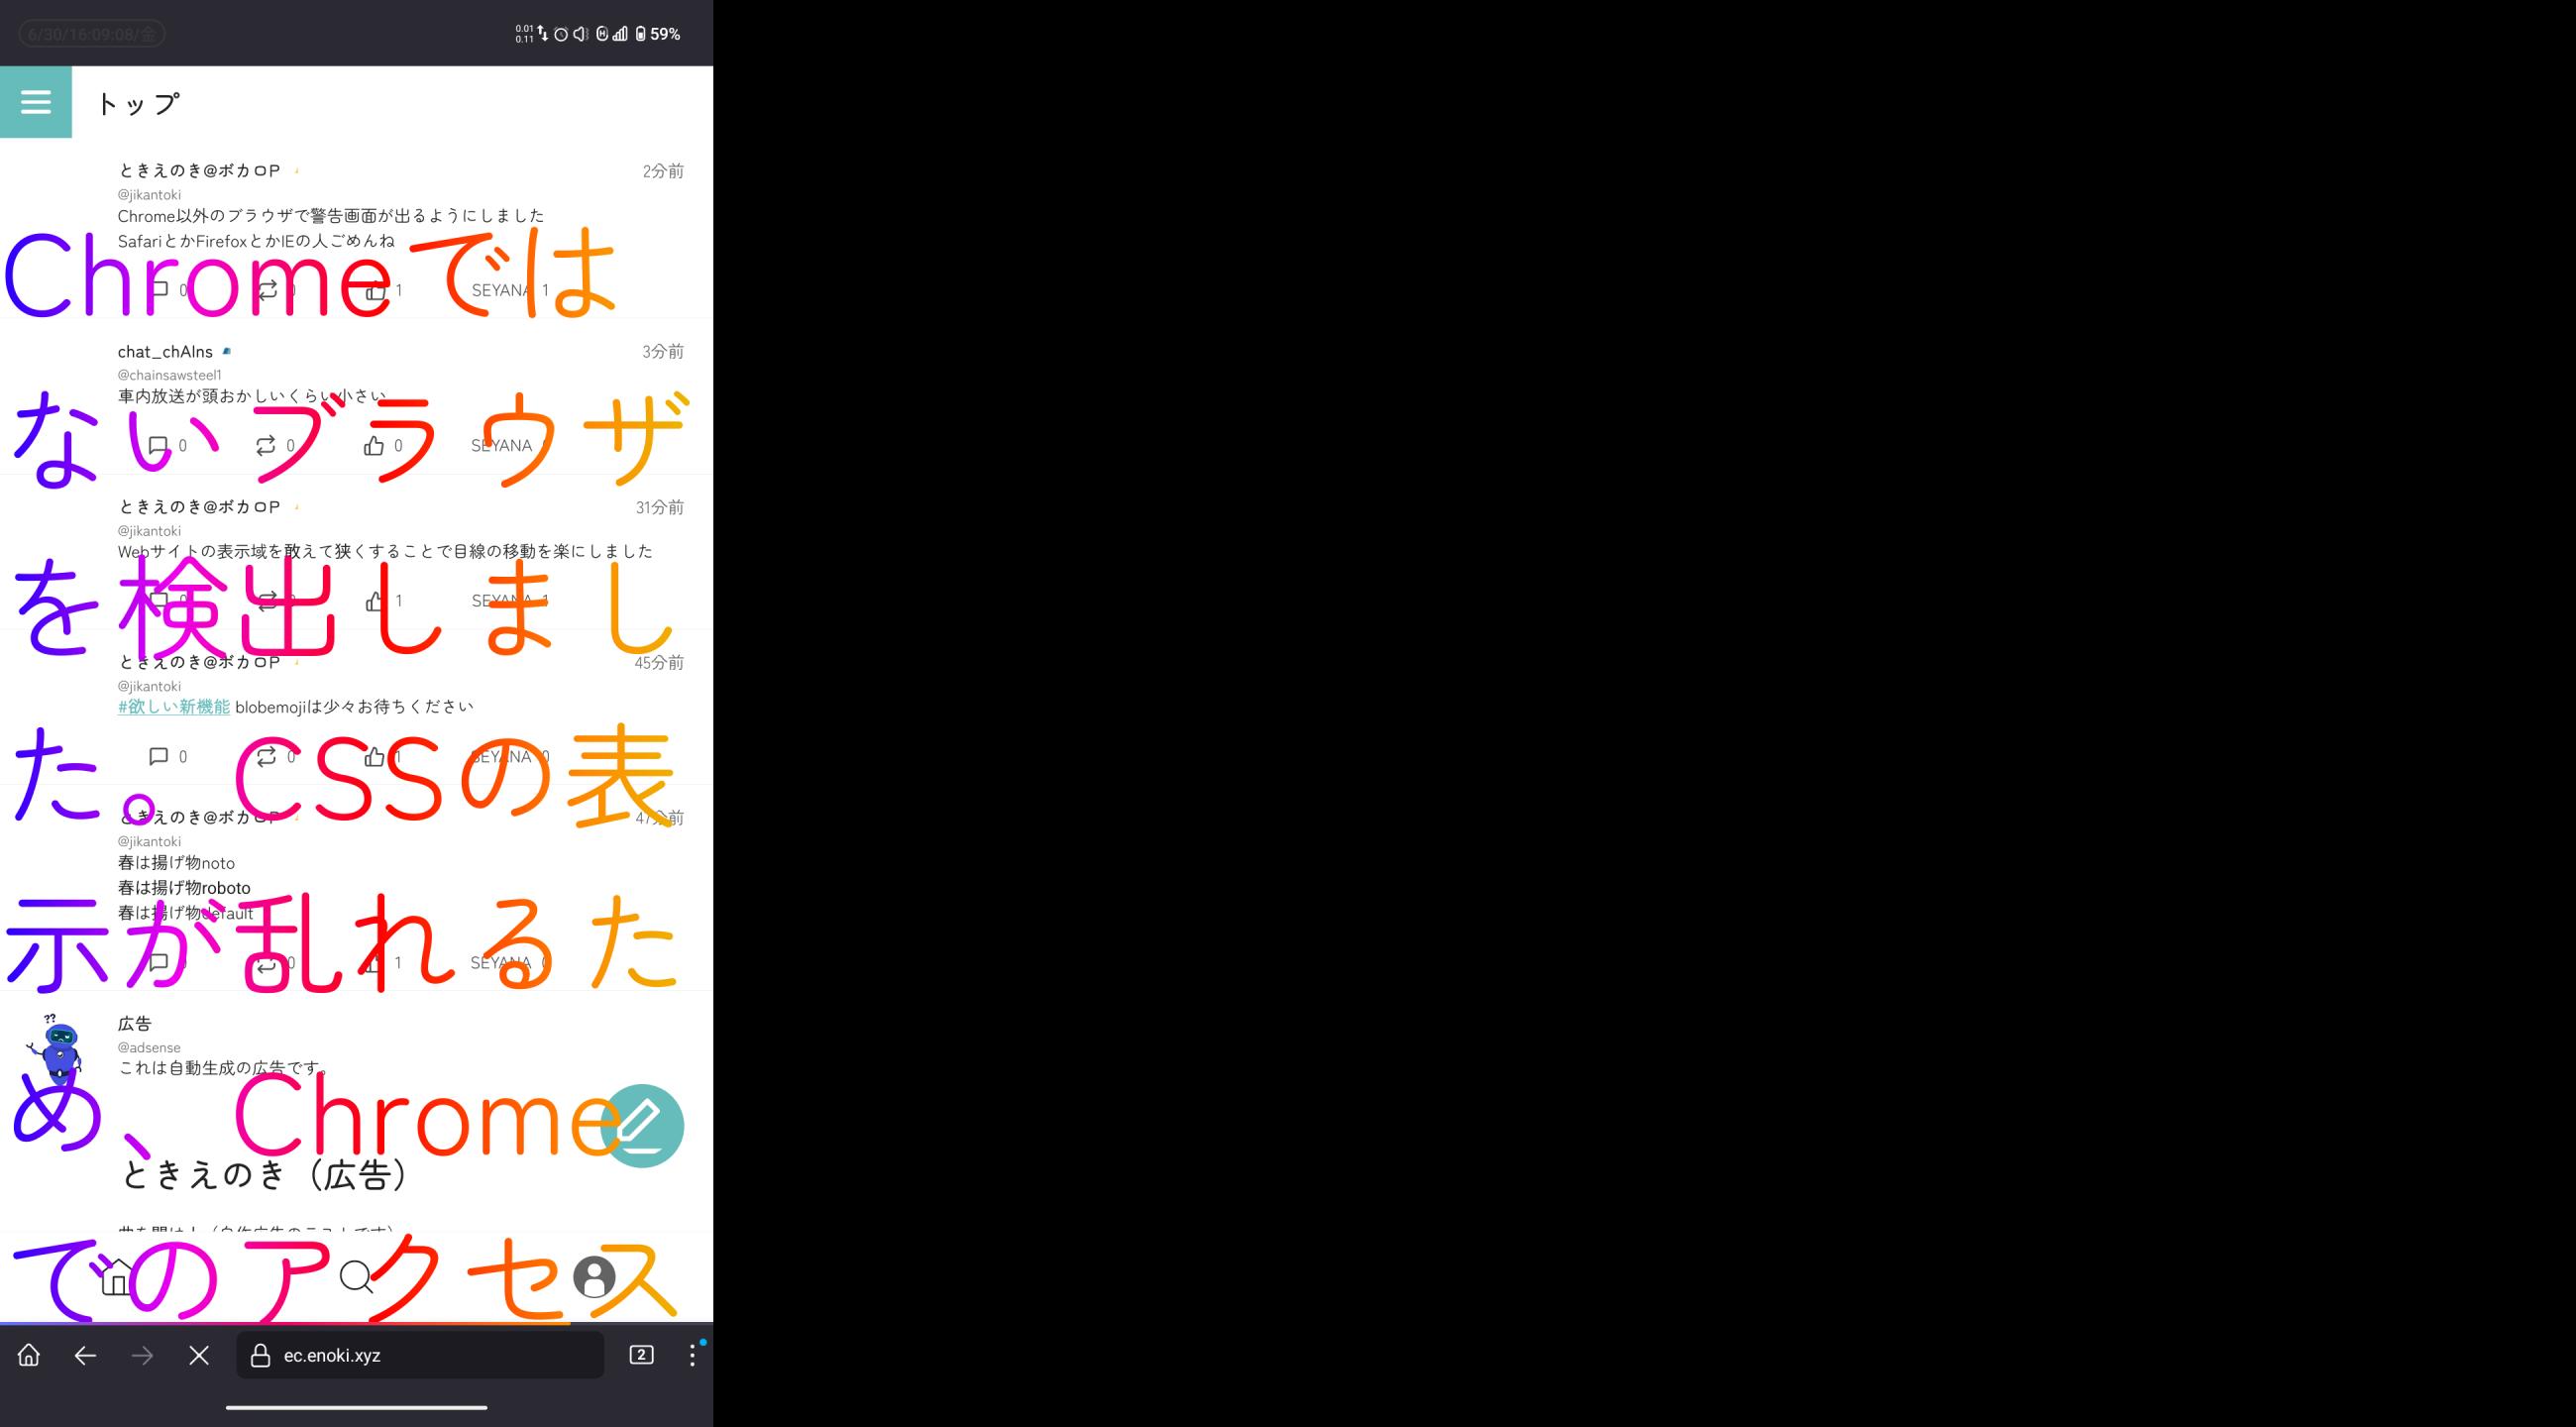 6/30/16:09:08/金
0.01
0.11
59%
トップ
ときえのき@ボカロP
2分前
@jikantoki
Chrome以外のブラウザで警告画面が出るようにしました
SafariとかFirefoxとかIEの人ごめんね
Chromeでは
0 1 SEYANA 1
chat_chAIns
3分前
@chainsawsteel1
車内放送が頭おかしいくらい小さい
ないブラウザ
0 0 0 SEYANA
ときえのき@ボカロP
31分前
@jikantoki
Webサイトの表示域を敢えて狭くすることで目線の移動を楽にしました
を検出しまし
1 SEYANA 1
ときえのき@ボカロP
45分前
@jikantoki
#欲しい新機能 blobemojiは少々お待ちください
0 0 1 SEYANA 0
た。CSSの表
ときえのき@ボカロP
47分前
@jikantoki
春は揚げ物noto
春は揚げ物roboto
春は揚げ物default
示が乱れるた
0 1 SEYANA
??
広告
@adsense
これは自動生成の広告です。
め、Chrome
ときえのき（広告）
でのアクセス
ec.enoki.xyz
2